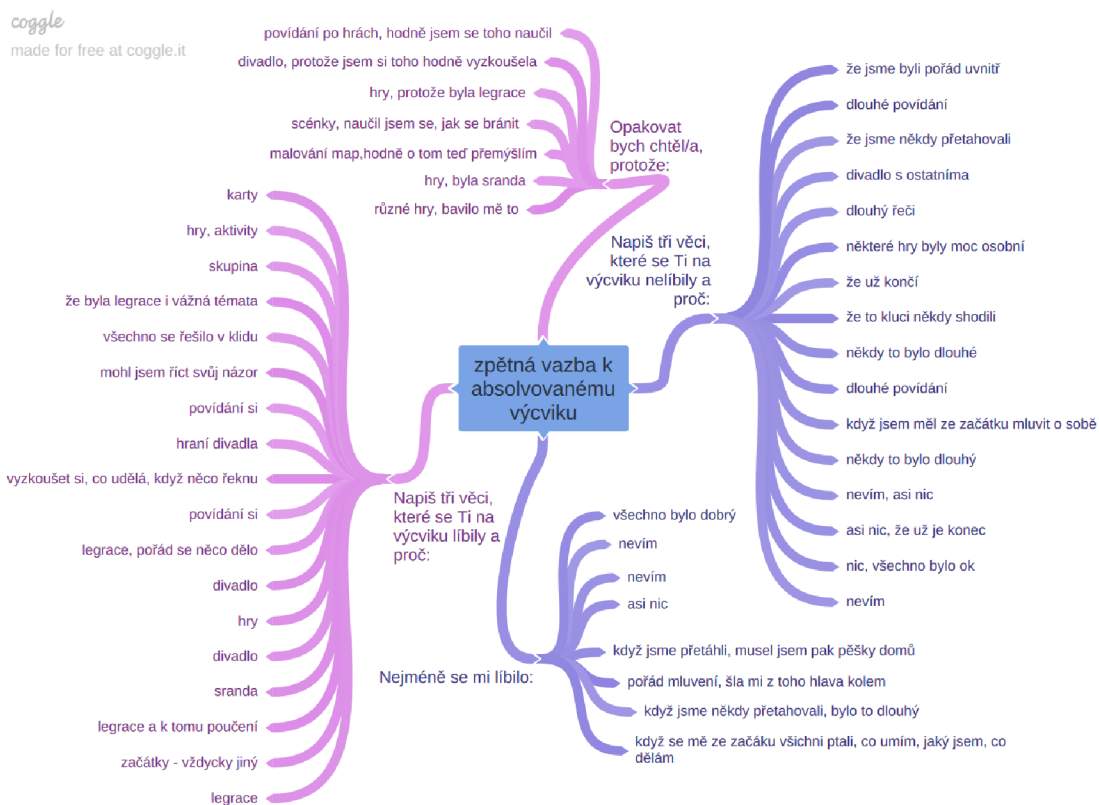 coggle
made for free at coggle.it
povídání po hrách, hodně jsem se toho naučil
divadlo, protože jsem si toho hodně vyzkoušela
hry, protože byla legrace
scénky, naučil jsem se, jak se bránit
malování map,hodně o tom teď přemýšlím
hry, byla sranda
různé hry, bavilo mě to
Opakovat
bych chtěl/a,
protože:
že jsme byli pořád uvnitř
dlouhé povídání
že jsme někdy přetahovali
divadlo s ostatníma
dlouhý řeči
některé hry byly moc osobní
že už končí
že to kluci někdy shodili
někdy to bylo dlouhé
dlouhé povídání
když jsem měl ze začátku mluvit o sobě
někdy to bylo dlouhý
nevím, asi nic
asi nic, že už je konec
nic, všechno bylo ok
nevím
Napiš tři věci,
které se Ti na
výcviku nelíbily a
proč:
zpětná vazba k
absolvovanému
výcviku
karty
hry, aktivity
skupina
že byla legrace i vážná témata
všechno se řešilo v klidu
mohl jsem říct svůj názor
povídání si
hraní divadla
vyzkoušet si, co udělá, když něco řeknu
povídání si
legrace, pořád se něco dělo
divadlo
hry
divadlo
sranda
legrace a k tomu poučení
začátky - vždycky jiný
legrace
Napiš tři věci,
které se Ti na
výcviku líbily a
proč:
všechno bylo dobrý
nevím
nevím
asi nic
když jsme přetáhli, musel jsem pak pěšky domů
pořád mluvení, šla mi z toho hlava kolem
když jsme někdy přetahovali, bylo to dlouhý
když se mě ze začáku všichni ptali, co umím, jaký jsem, co
dělám
Nejméně se mi líbilo: